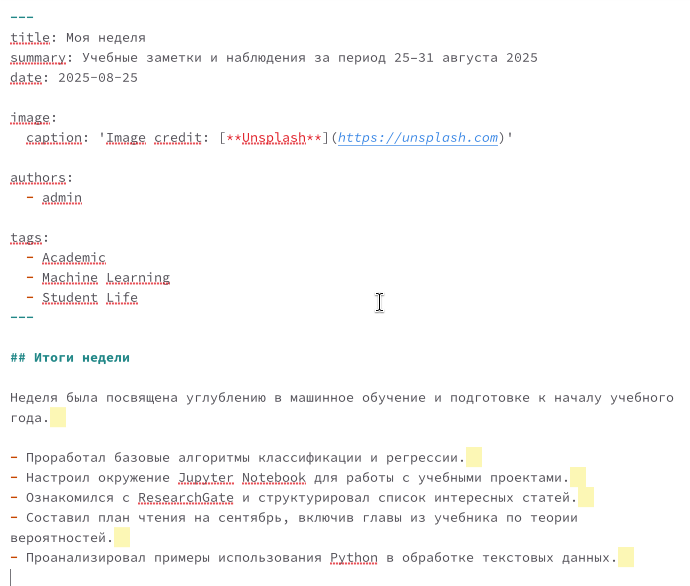 ---
title: Моя неделя
summary: Учебные заметки и наблюдения за период 25–31 августа 2025
date: 2025-08-25
image:
  caption: 'Image credit: [**Unsplash**](https://unsplash.com)'
authors:
  - admin
tags:
  - Academic
  - Machine Learning
  - Student Life
---
## Итоги недели
Неделя была посвящена углублению в машинное обучение и подготовке к началу учебного
года.
- Проработал базовые алгоритмы классификации и регрессии.
- Настроил окружение Jupyter Notebook для работы с учебными проектами.
- Ознакомился с ResearchGate и структурировал список интересных статей.
- Составил план чтения на сентябрь, включив главы из учебника по теории
вероятностей.
- Проанализировал примеры использования Python в обработке текстовых данных.